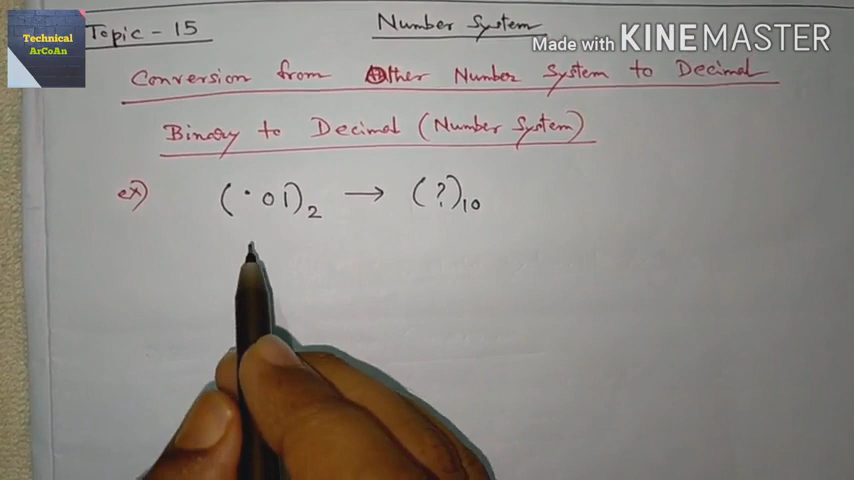 Technical
ArCoAn
Topic - 15
Number System
Made with KINEMASTER
Conversion from Other Number System to Decimal
Binary to Decimal (Number System)
ex) (.01)₂ → (?)₁₀